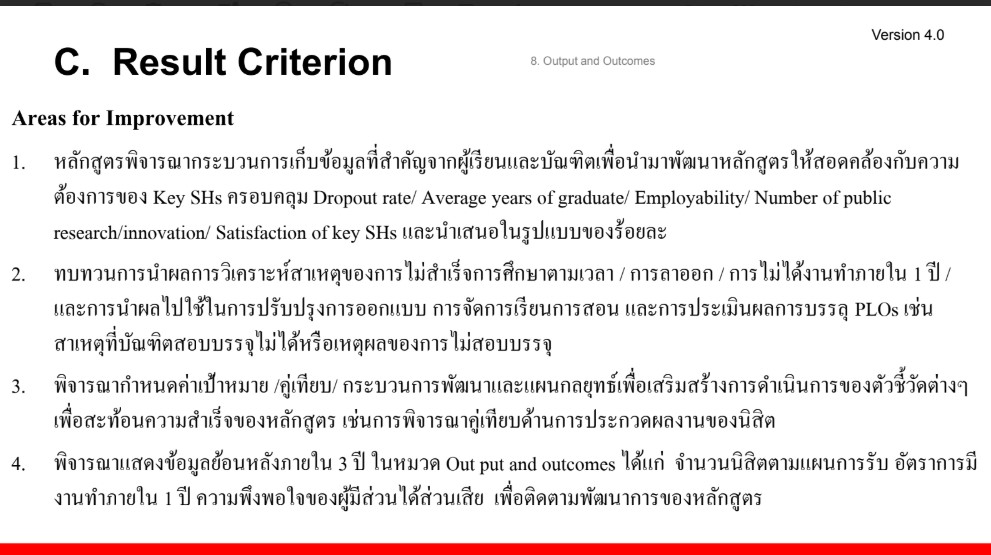 Version 4.0
C. Result Criterion
8. Output and Outcomes
Areas for Improvement
1. หลักสูตรพิจารณากระบวนการเก็บข้อมูลที่สำคัญจากผู้เรียนและบัณฑิตเพื่อนำมาพัฒนาหลักสูตรให้สอดคล้องกับความ
ต้องการของ Key SHs ครอบคลุม Dropout rate/ Average years of graduate/ Employability/ Number of public
research/innovation/ Satisfaction of key SHs และนำเสนอในรูปแบบของร้อยละ
2. ทบทวนการนำผลการวิเคราะห์สาเหตุของการไม่สำเร็จการศึกษาตามเวลา / การลาออก / การไม่ได้งานทำภายใน 1 ปี /
และการนำผลไปใช้ในการปรับปรุงการออกแบบ การจัดการเรียนการสอน และการประเมินผลการบรรลุ PLOs เช่น
สาเหตุที่บัณฑิตสอบบรรจุไม่ได้หรือเหตุผลของการไม่สอบบรรจุ
3. พิจารณากำหนดค่าเป้าหมาย /คู่เทียบ/ กระบวนการพัฒนาและแผนกลยุทธ์เพื่อเสริมสร้างการดำเนินการของตัวชี้วัดต่างๆ
เพื่อสะท้อนความสำเร็จของหลักสูตร เช่นการพิจารณาคู่เทียบด้านการประกวดผลงานของนิสิต
4. พิจารณาแสดงข้อมูลย้อนหลังภายใน 3 ปี ในหมวด Out put and outcomes ได้แก่ จำนวนนิสิตตามแผนการรับ อัตราการมี
งานทำภายใน 1 ปี ความพึงพอใจของผู้มีส่วนได้ส่วนเสีย เพื่อติดตามพัฒนาการของหลักสูตร